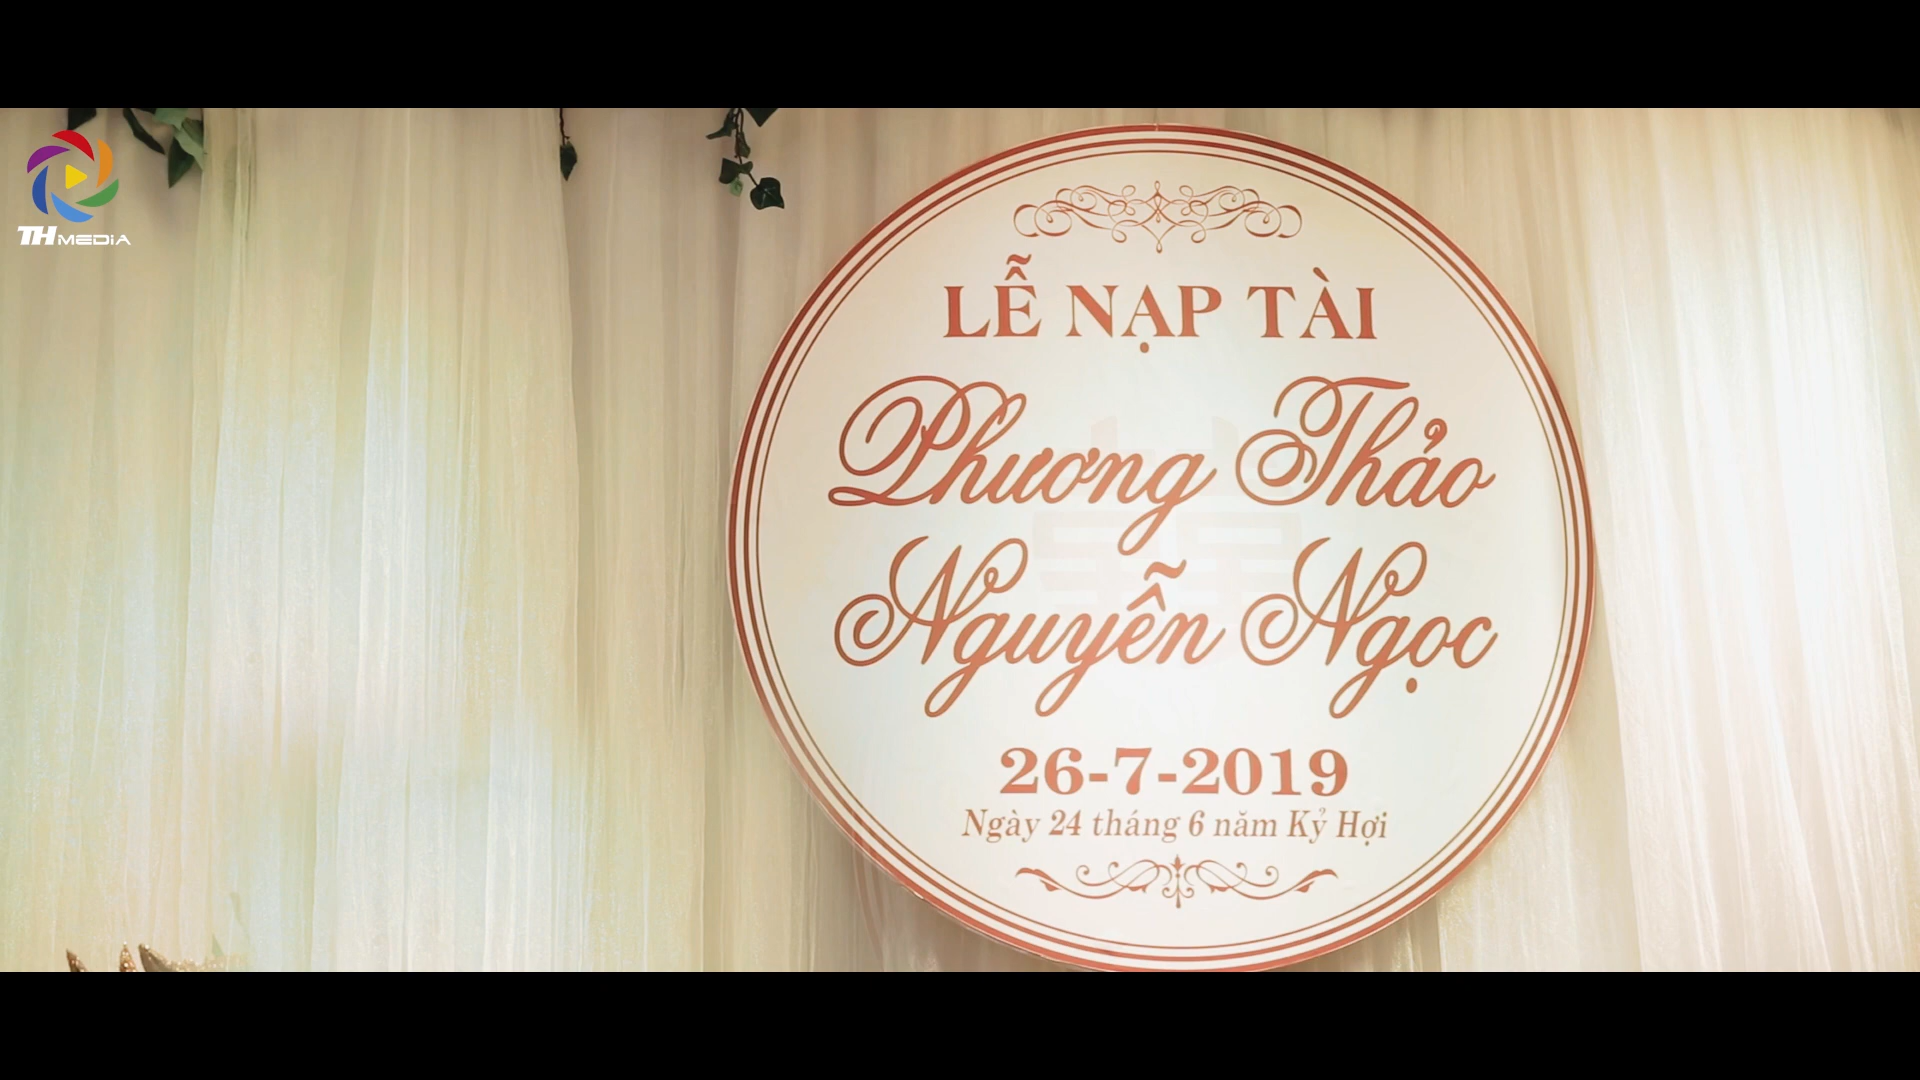 TH MEDiA
LỄ NẠP TÀI
Phương Thảo
Nguyễn Ngọc
26-7-2019
Ngày 24 tháng 6 năm Kỷ Hợi